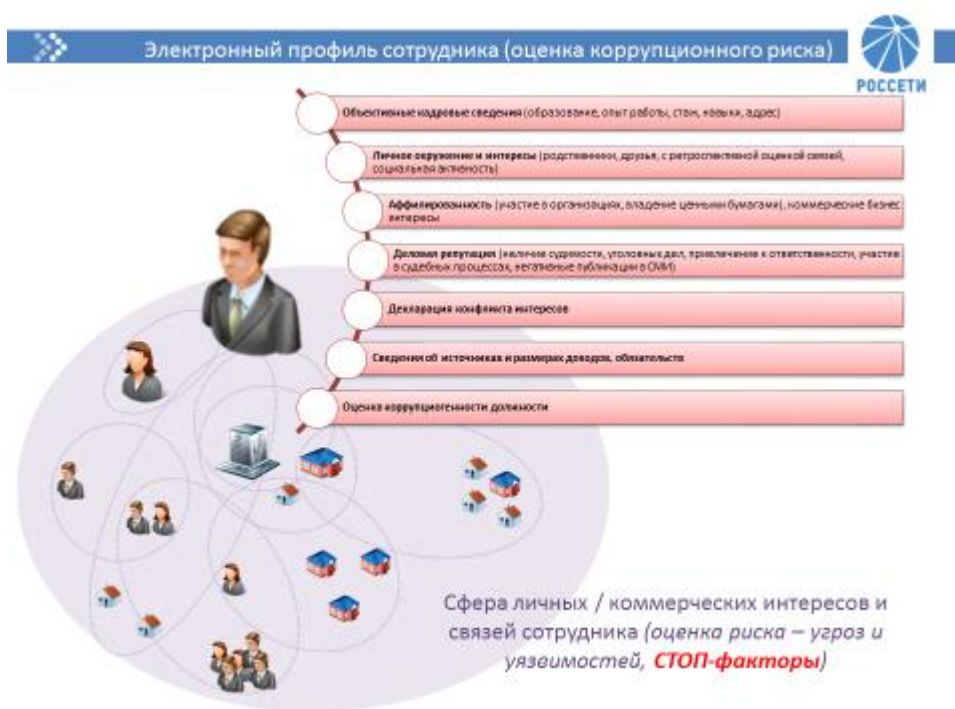 Электронный профиль сотрудника (оценка коррупционного риска)
РОССЕТИ
Объективные кадровые сведения (образование, опыт работы, стаж, навыки, адрес)
Личное окружение и интересы (родственники, друзья, с ретроспективной оценкой связей,
социальная активность)
Аффилированность (участие в организациях, владение ценными бумагами), коммерческие бизнес
интересы
Деловая репутация (наличие судимости, уголовных дел, привлечение к ответственности, участие
в судебных процессах, негативные публикации в СМИ)
Декларация конфликта интересов
Сведения об источниках и размерах доходов, обязательств
Оценка коррупциогенности должности
Сфера личных / коммерческих интересов и
связей сотрудника (оценка риска – угроз и
уязвимостей, СТОП-факторы)